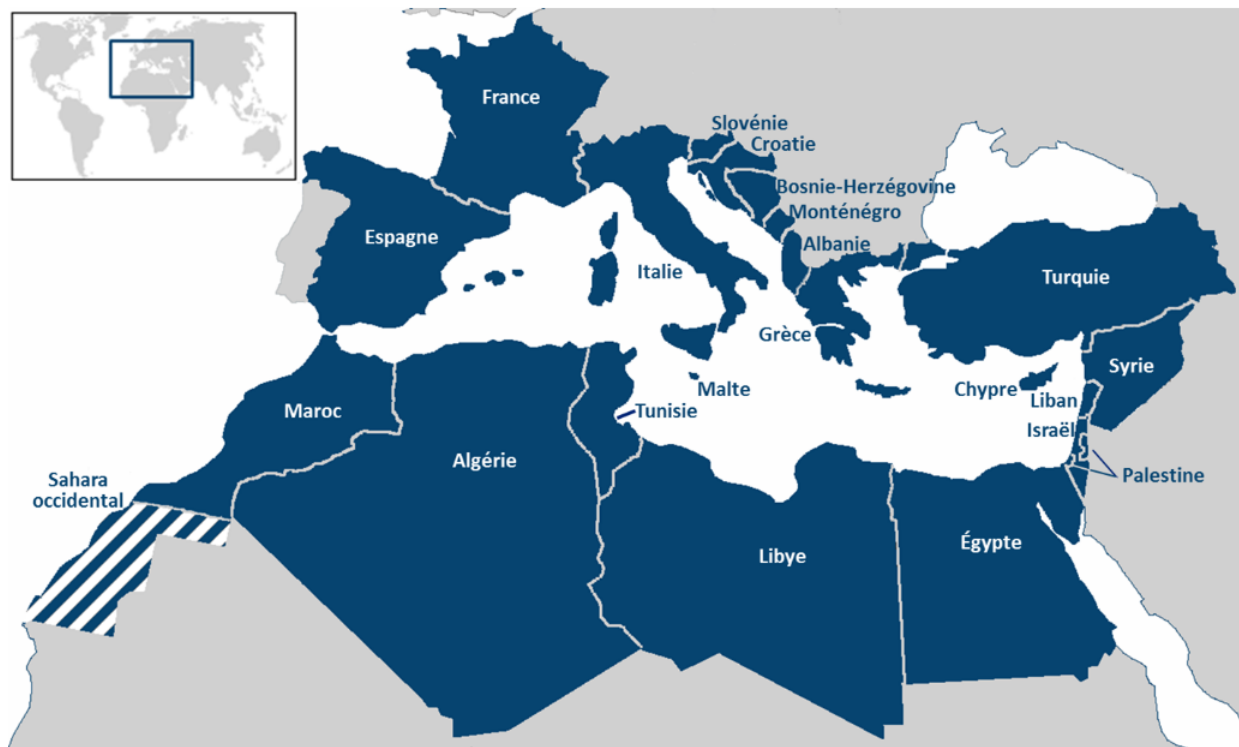 France
Slovénie
Croatie
Bosnie-Herzégovine
Monténégro
Espagne
Albanie
Italie
Turquie
Grèce
Syrie
Malte
Chypre
Liban
Maroc
Tunisie
Israël
Algérie
Palestine
Sahara
occidental
Égypte
Libye